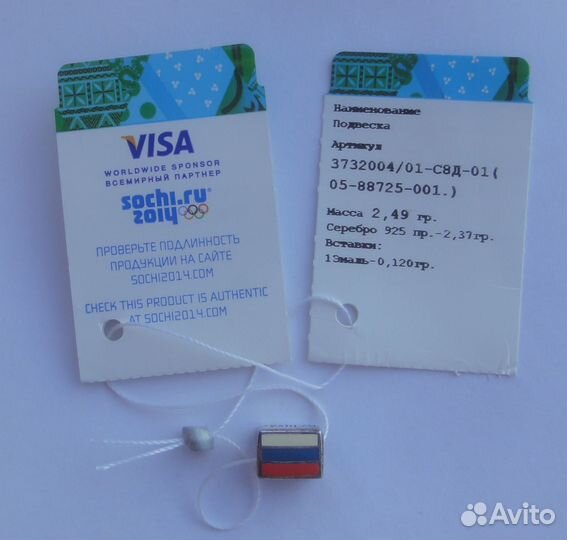 VISA
WORLDWIDE SPONSOR
ВСЕМИРНЫЙ ПАРТНЕР
sochi.ru
2014
ПРОВЕРЬТЕ ПОДЛИННОСТЬ
ПРОДУКЦИИ НА САЙТЕ
SOCHI2014.COM
CHECK THIS PRODUCT IS AUTHENTIC
AT SOCHI2014.COM
Наименование
Подвеска
Артикул
3732004/01-С8Д-01(
05-88725-001.)
Масса 2,49 гр.
Серебро 925 пр.-2,37гр.
Вставки:
1Эмаль-0,120гр.
Avito